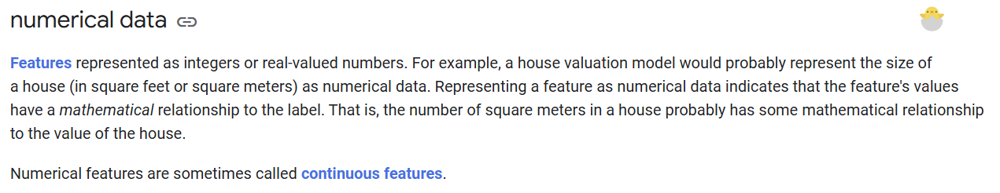 numerical data
Features represented as integers or real-valued numbers. For example, a house valuation model would probably represent the size of
a house (in square feet or square meters) as numerical data. Representing a feature as numerical data indicates that the feature's values
have a mathematical relationship to the label. That is, the number of square meters in a house probably has some mathematical relationship
to the value of the house.
Numerical features are sometimes called continuous features.